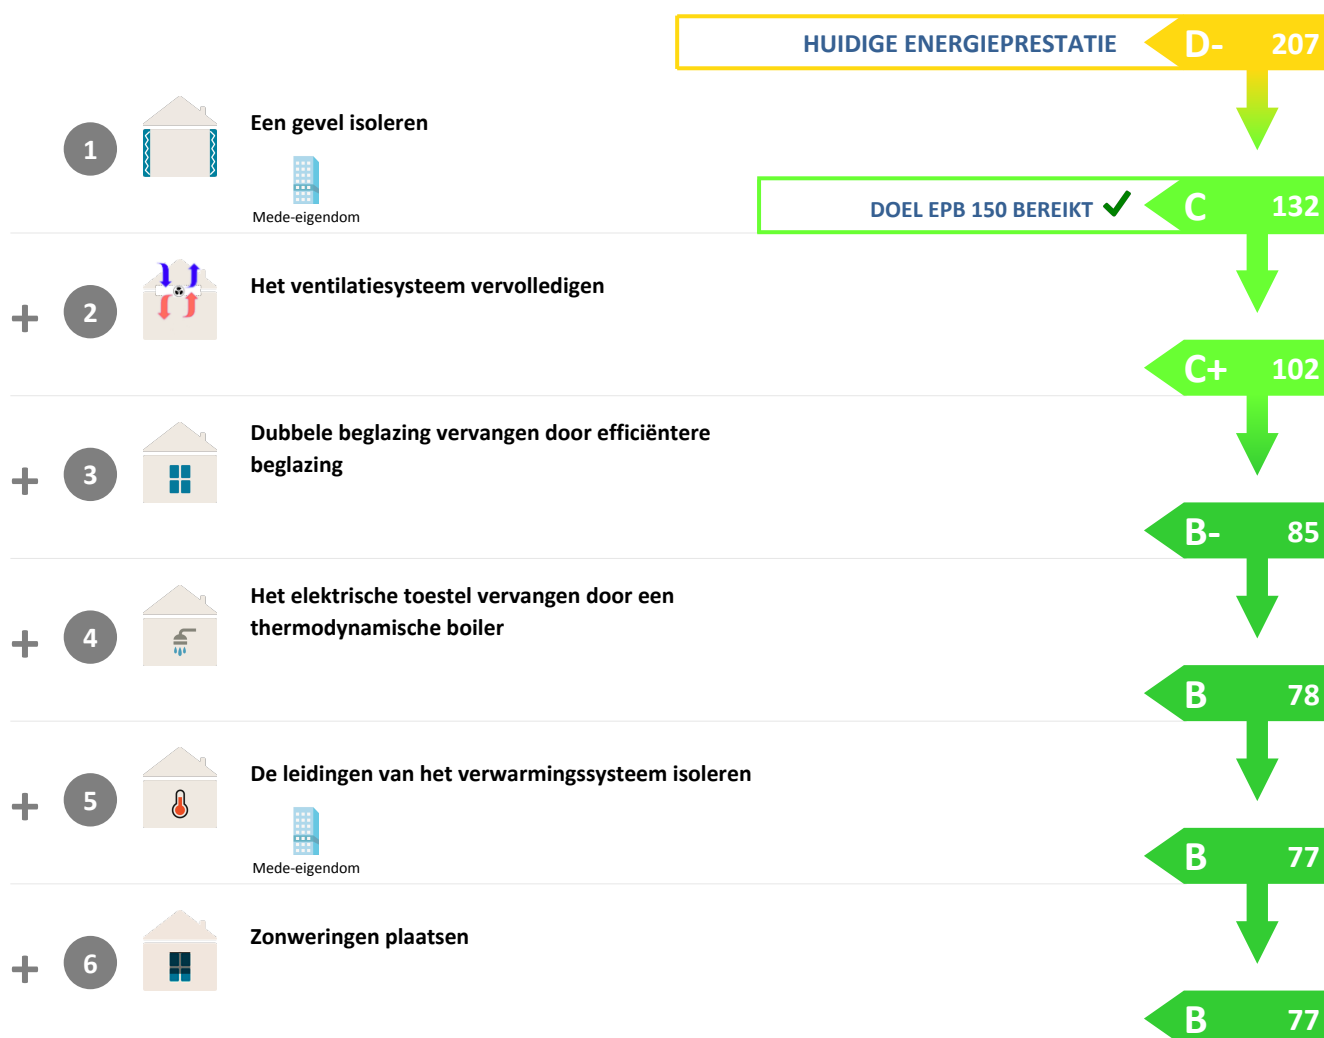 HUIDIGE ENERGIEPRESTATIE D- 207
1 Een gevel isoleren
Mede-eigendom
DOEL EPB 150 BEREIKT C 132
+ 2 Het ventilatiesysteem vervolledigen
C+ 102
+ 3 Dubbele beglazing vervangen door efficiëntere
beglazing
B- 85
+ 4 Het elektrische toestel vervangen door een
thermodynamische boiler
B 78
+ 5 De leidingen van het verwarmingssysteem isoleren
Mede-eigendom
B 77
+ 6 Zonweringen plaatsen
B 77